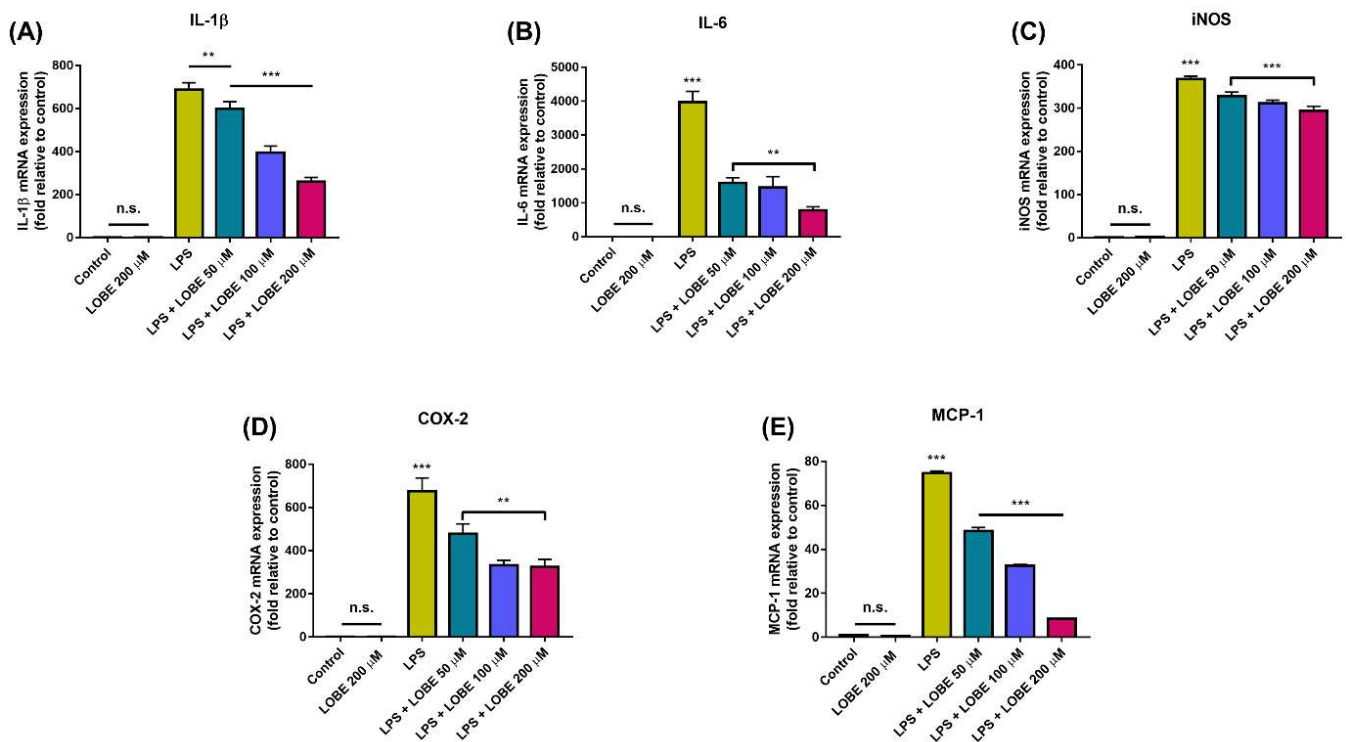 (A)
IL-1β
IL-1β mRNA expression
(fold relative to control)
800
600
400
200
0
n.s.
**
***
Control
LOBE 200 μM
LPS
LPS + LOBE 50 μM
LPS + LOBE 100 μM
LPS + LOBE 200 μM
(B)
IL-6
IL-6 mRNA expression
(fold relative to control)
5000
4000
3000
2000
1000
0
n.s.
***
**
Control
LOBE 200 μM
LPS
LPS + LOBE 50 μM
LPS + LOBE 100 μM
LPS + LOBE 200 μM
(C)
iNOS
iNOS mRNA expression
(fold relative to control)
400
300
200
100
0
n.s.
***
***
Control
LOBE 200 μM
LPS
LPS + LOBE 50 μM
LPS + LOBE 100 μM
LPS + LOBE 200 μM
(D)
COX-2
COX-2 mRNA expression
(fold relative to control)
800
600
400
200
0
n.s.
***
**
Control
LOBE 200 μM
LPS
LPS + LOBE 50 μM
LPS + LOBE 100 μM
LPS + LOBE 200 μM
(E)
MCP-1
MCP-1 mRNA expression
(fold relative to control)
80
60
40
20
0
n.s.
***
***
Control
LOBE 200 μM
LPS
LPS + LOBE 50 μM
LPS + LOBE 100 μM
LPS + LOBE 200 μM